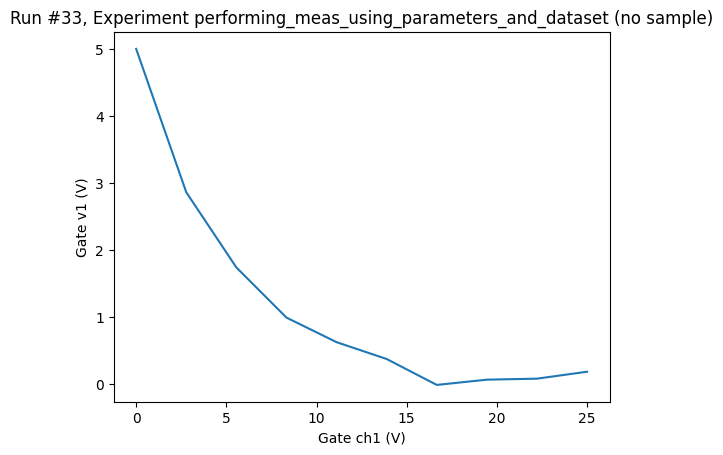 Run #33, Experiment performing_meas_using_parameters_and_dataset (no sample)
5
4
3
2
1
0
Gate v1 (V)
0 5 10 15 20 25
Gate ch1 (V)